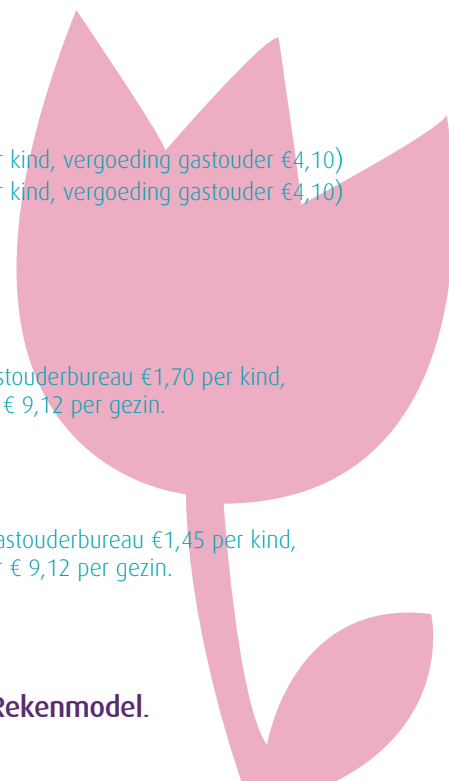 kind, vergoeding gastouder €4,10)
kind, vergoeding gastouder €4,10)
stouderbureau €1,70 per kind,
€ 9,12 per gezin.
astouderbureau €1,45 per kind,
€ 9,12 per gezin.
Rekenmodel.